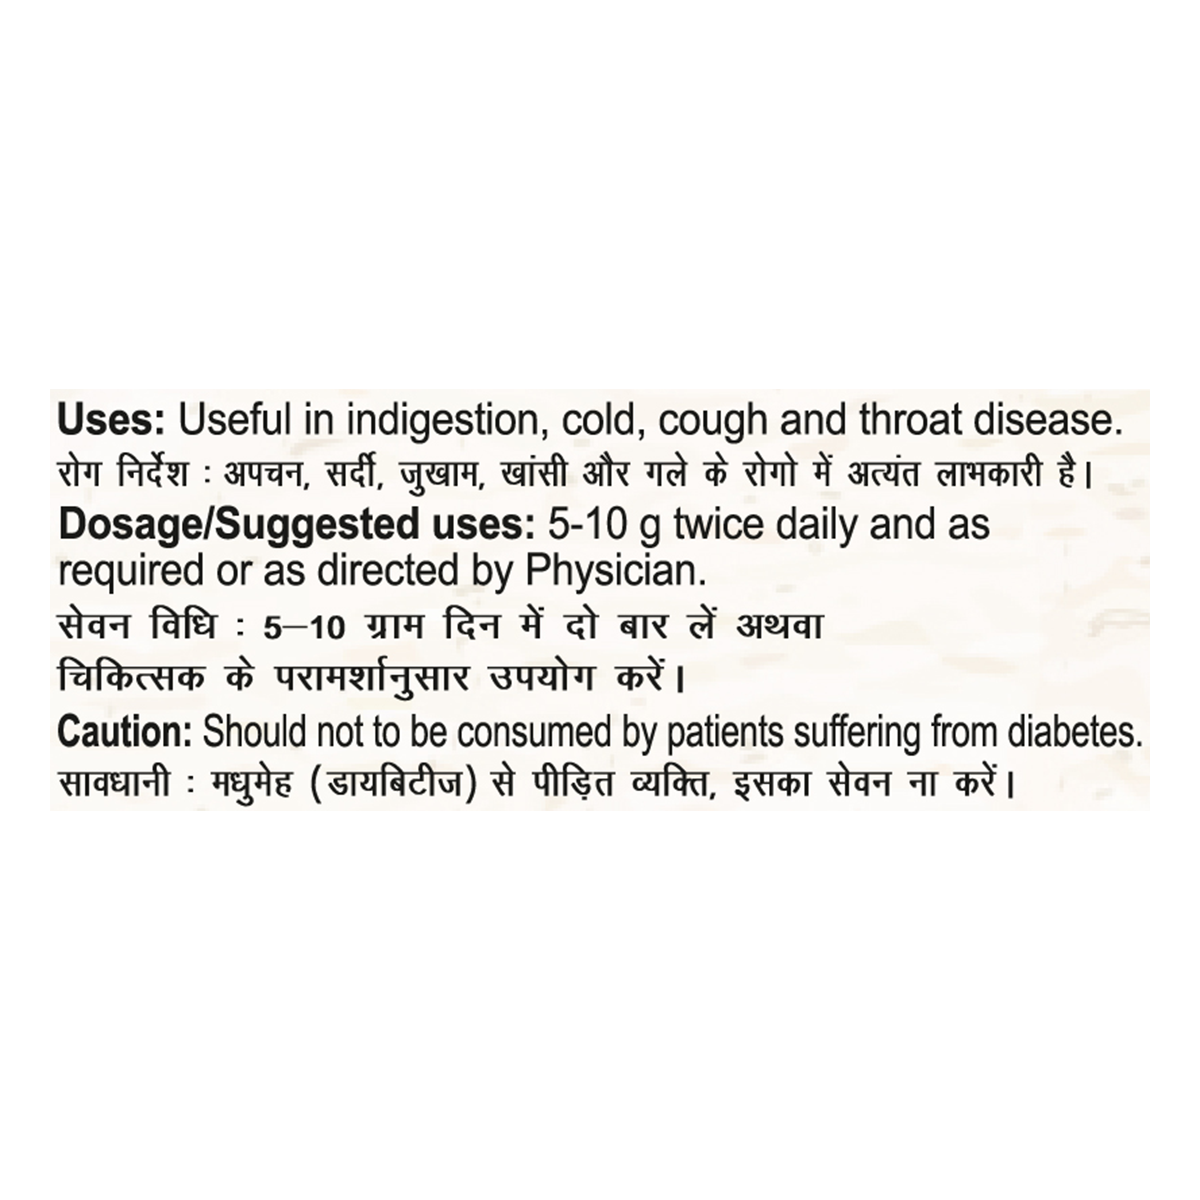 Uses: Useful in indigestion, cold, cough and throat disease.
रोग निर्देश : अपचन, सर्दी, जुखाम, खांसी और गले के रोगो में अत्यंत लाभकारी है।
Dosage/Suggested uses: 5-10 g twice daily and as
required or as directed by Physician.
सेवन विधि : 5–10 ग्राम दिन में दो बार लें अथवा
चिकित्सक के परामर्शानुसार उपयोग करें।
Caution: Should not to be consumed by patients suffering from diabetes.
सावधानी : मधुमेह (डायबिटीज) से पीड़ित व्यक्ति, इसका सेवन ना करें।